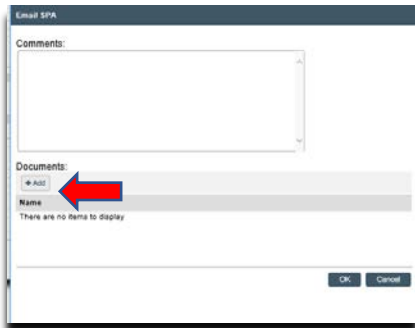 Email SPA
Comments:
Documents:
+ Add
Name
There are no items to display
OK Cancel